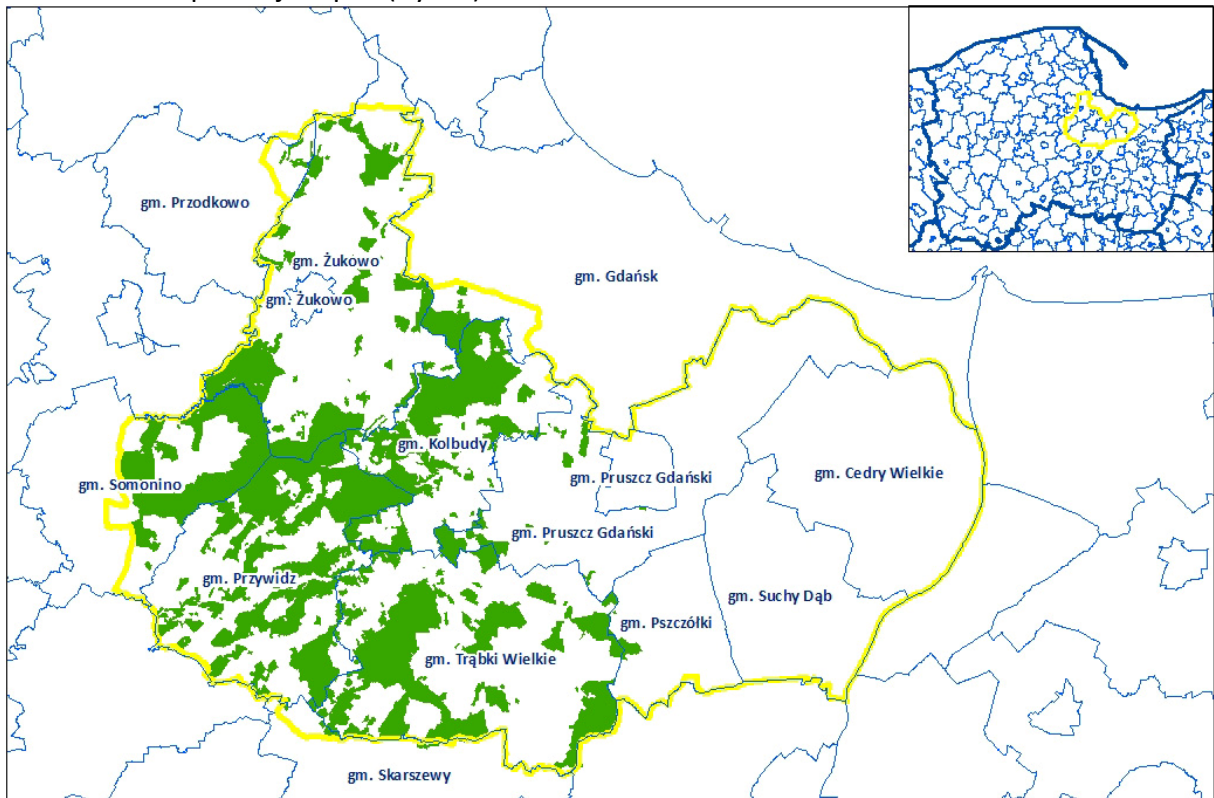 gm. Przodkowo
gm. Żukowo
gm. Gdańsk
gm. Żukowo
gm. Kolbudy
gm. Cedry Wielkie
gm. Pruszcz Gdański
gm. Somonino
gm. Pruszcz Gdański
gm. Przywidz
gm. Suchy Dąb
gm. Pszczółki
gm. Trąbki Wielkie
gm. Skarszewy